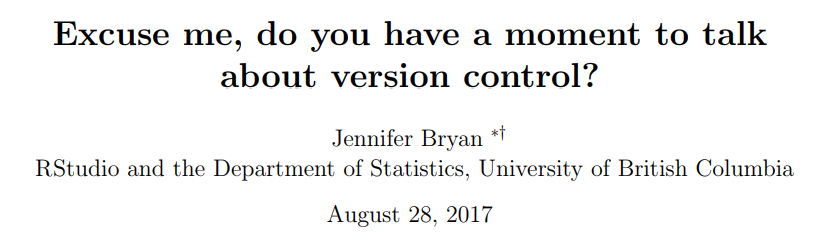 Excuse me, do you have a moment to talk
about version control?
Jennifer Bryan *†
RStudio and the Department of Statistics, University of British Columbia
August 28, 2017